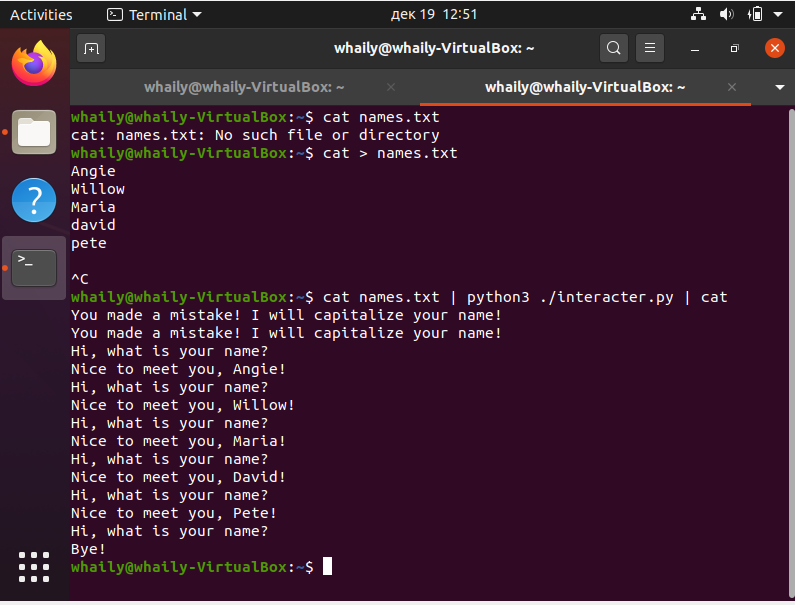 Activities
Terminal
дек 19 12:51
whaily@whaily-VirtualBox: ~
whaily@whaily-VirtualBox: ~
whaily@whaily-VirtualBox: ~
whaily@whaily-VirtualBox:~$ cat names.txt
cat: names.txt: No such file or directory
whaily@whaily-VirtualBox:~$ cat > names.txt
Angie
Willow
Maria
david
pete
^C
whaily@whaily-VirtualBox:~$ cat names.txt | python3 ./interacter.py | cat
You made a mistake! I will capitalize your name!
You made a mistake! I will capitalize your name!
Hi, what is your name?
Nice to meet you, Angie!
Hi, what is your name?
Nice to meet you, Willow!
Hi, what is your name?
Nice to meet you, Maria!
Hi, what is your name?
Nice to meet you, David!
Hi, what is your name?
Nice to meet you, Pete!
Hi, what is your name?
Bye!
whaily@whaily-VirtualBox:~$